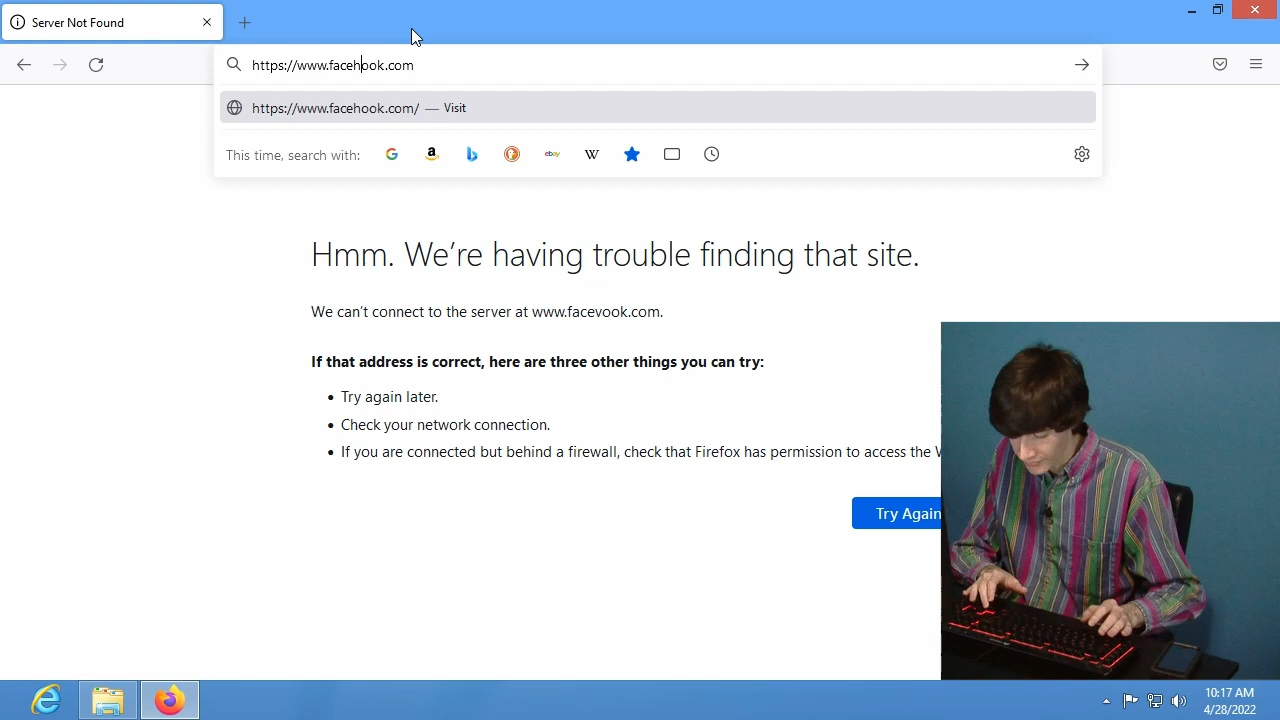 Server Not Found
https://www.facehook.com
https://www.facehook.com/ — Visit
This time, search with:
G
a
b
ebay
W
Hmm. We’re having trouble finding that site.
We can’t connect to the server at www.facevook.com.
If that address is correct, here are three other things you can try:
Try again later.
Check your network connection.
If you are connected but behind a firewall, check that Firefox has permission to access the
Try Again
10:17 AM
4/28/2022